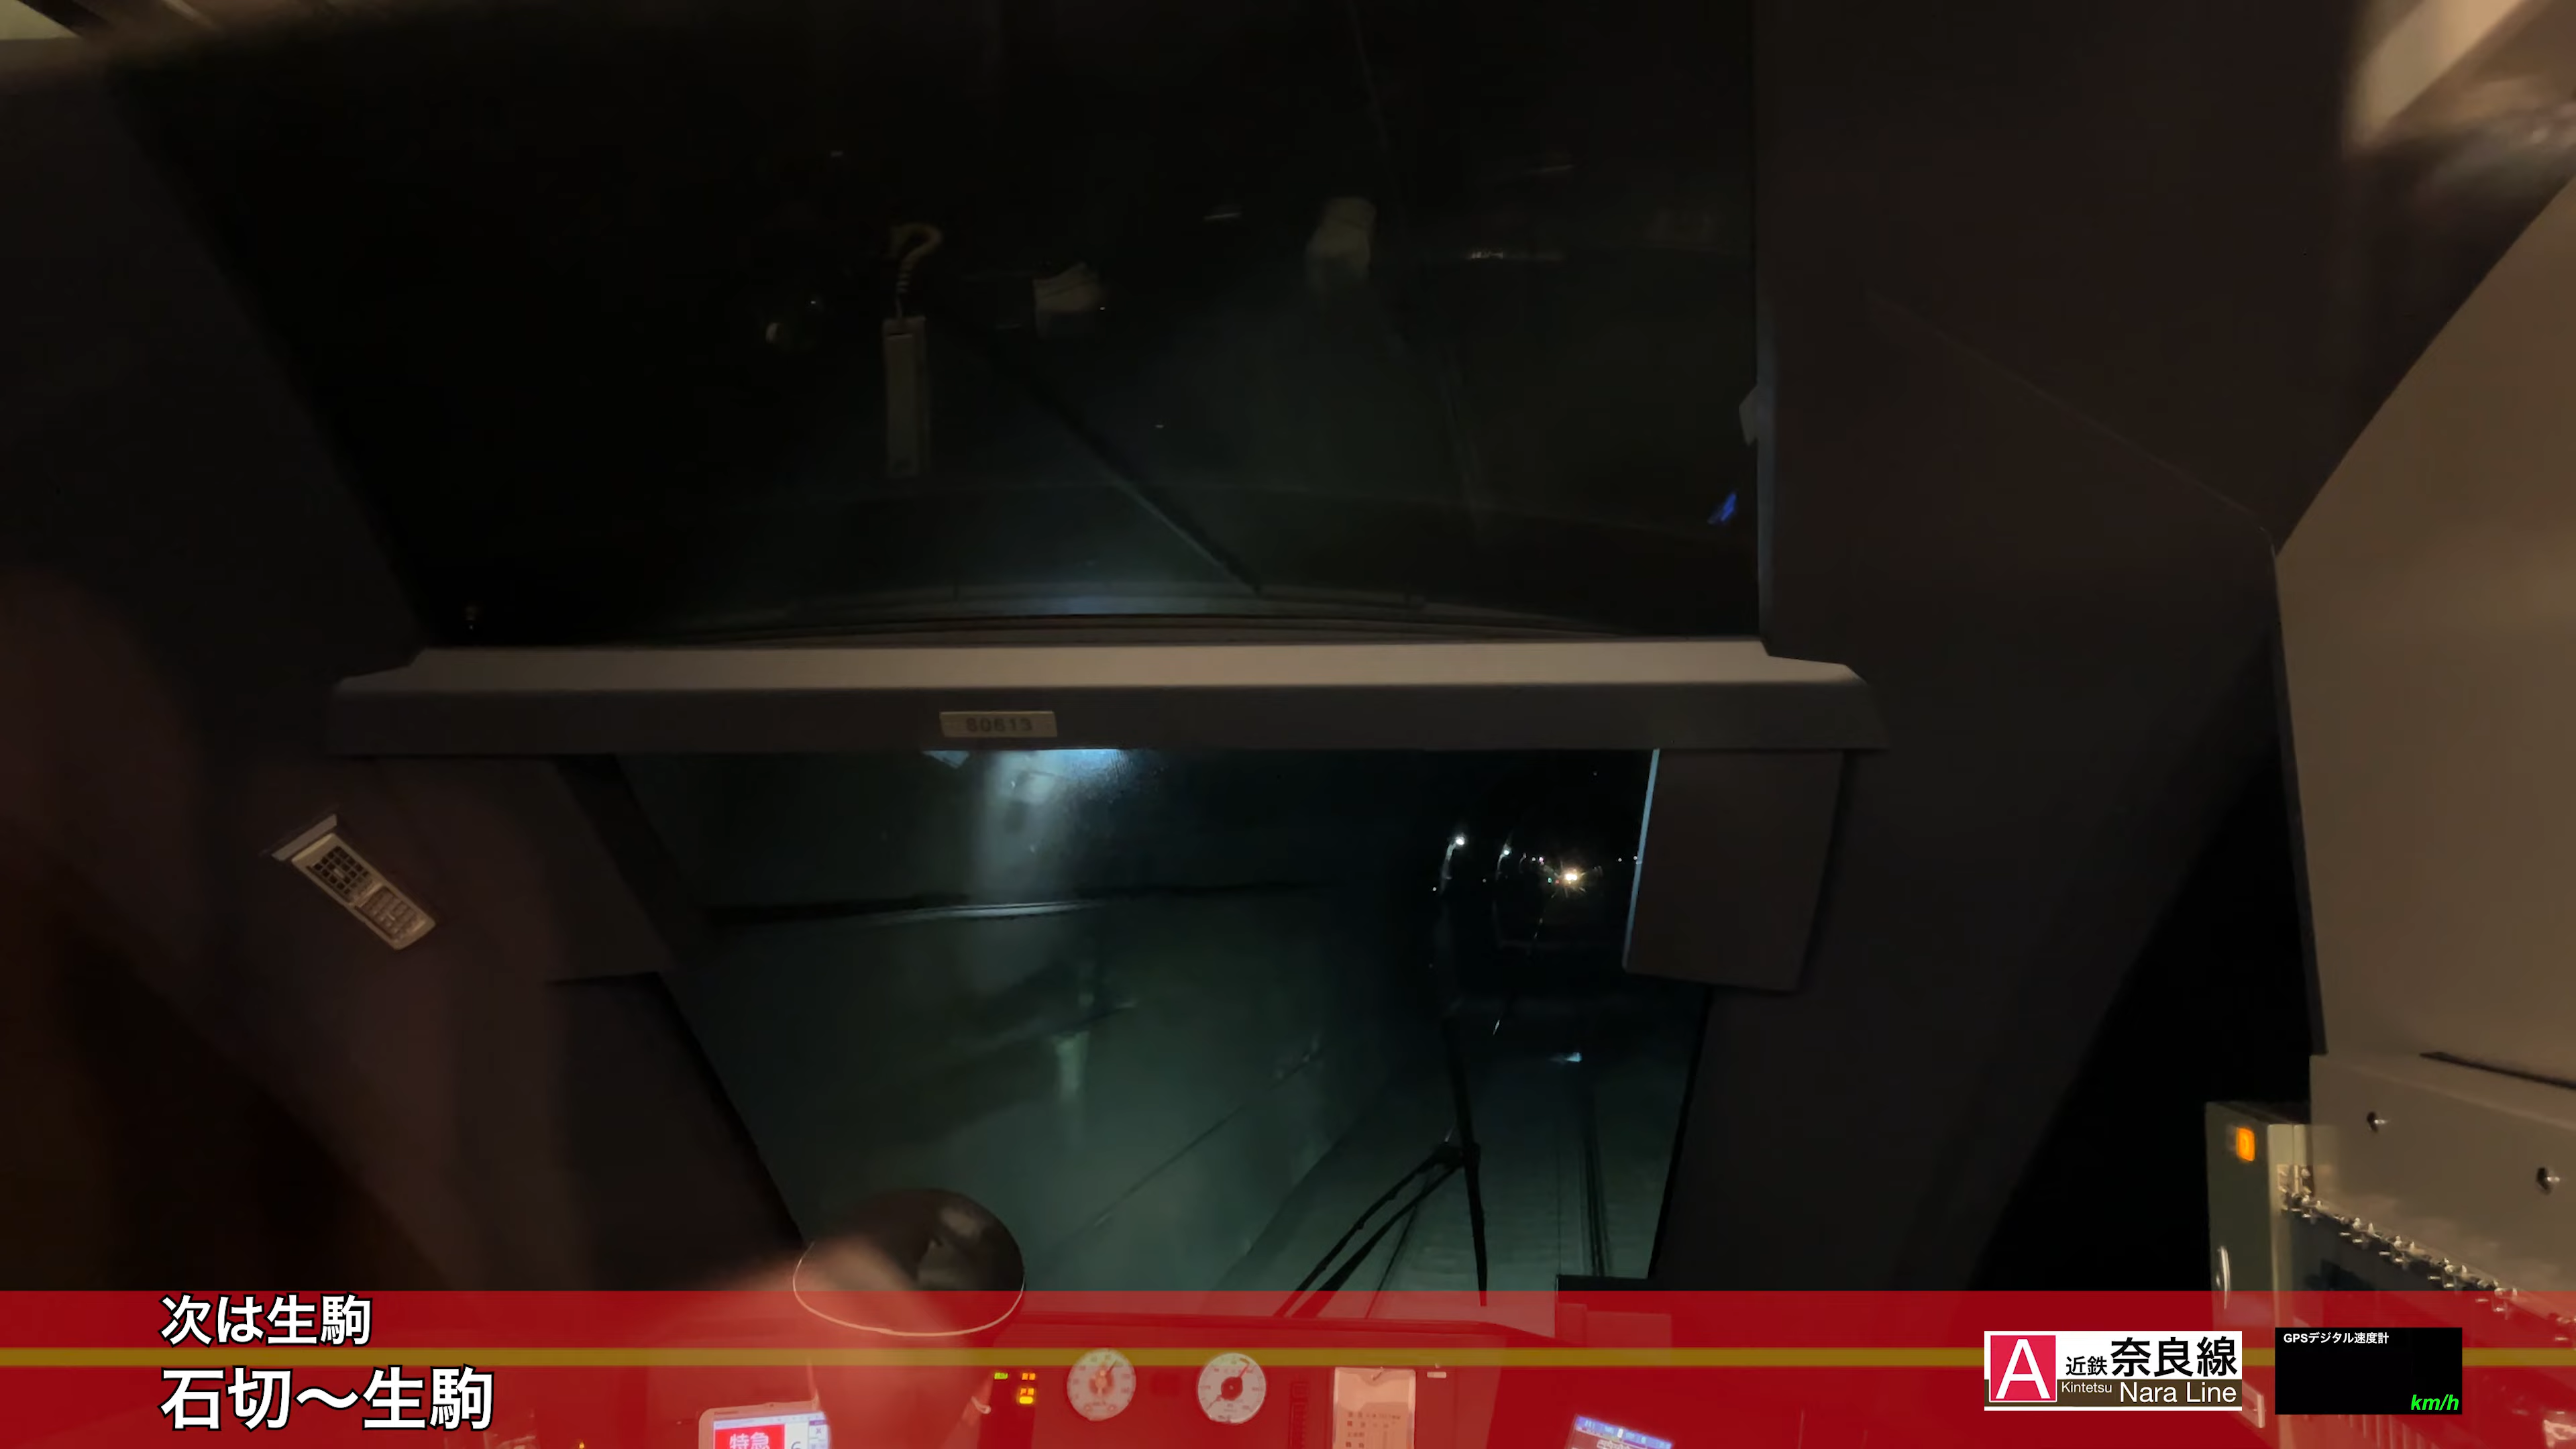 80613
次は生駒
石切～生駒
A 近鉄奈良線
Kintetsu Nara Line
GPSデジタル速度計
km/h
特急